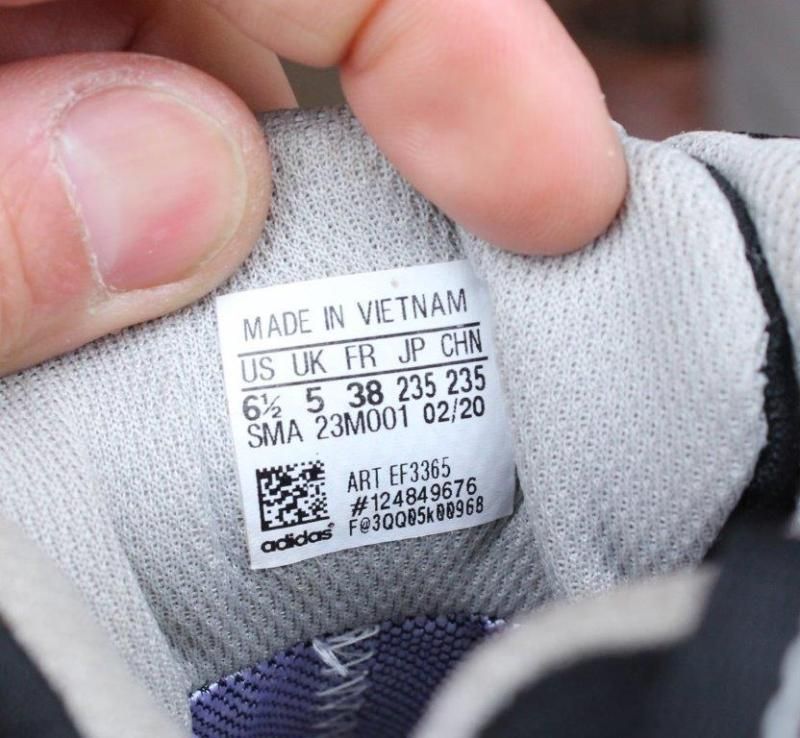 MADE IN VIETNAM
US UK FR JP CHN
6½ 5 38 235 235
SMA 23M001 02/20
ART EF3365
#124849676
F@3QQ05k00968
adidas